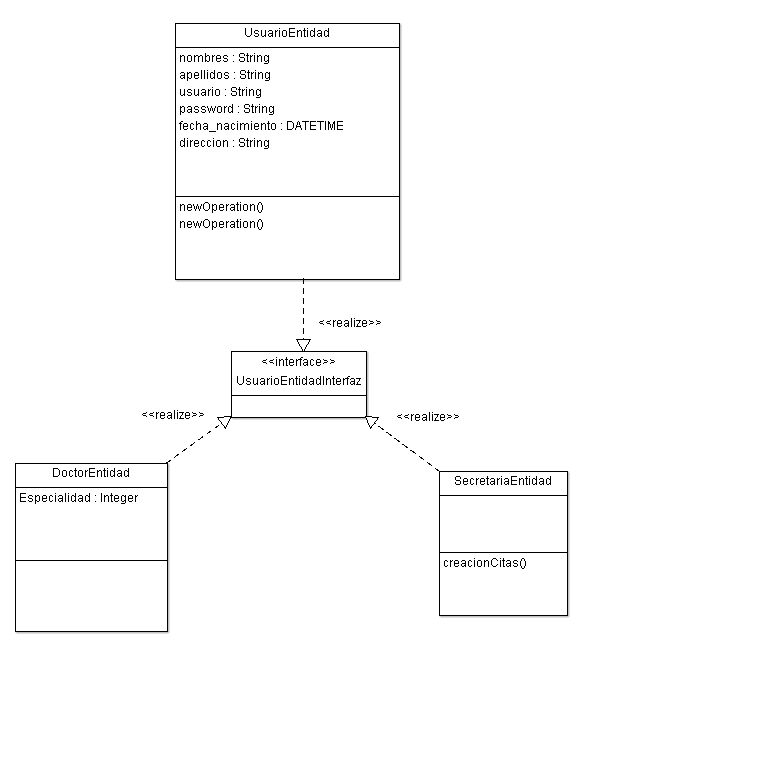 UsuarioEntidad
nombres : String
apellidos : String
usuario : String
password : String
fecha_nacimiento : DATETIME
direccion : String
newOperation()
newOperation()
<<realize>>
<<interface>>
UsuarioEntidadInterfaz
<<realize>>
<<realize>>
DoctorEntidad
Especialidad : Integer
SecretariaEntidad
creacionCitas()